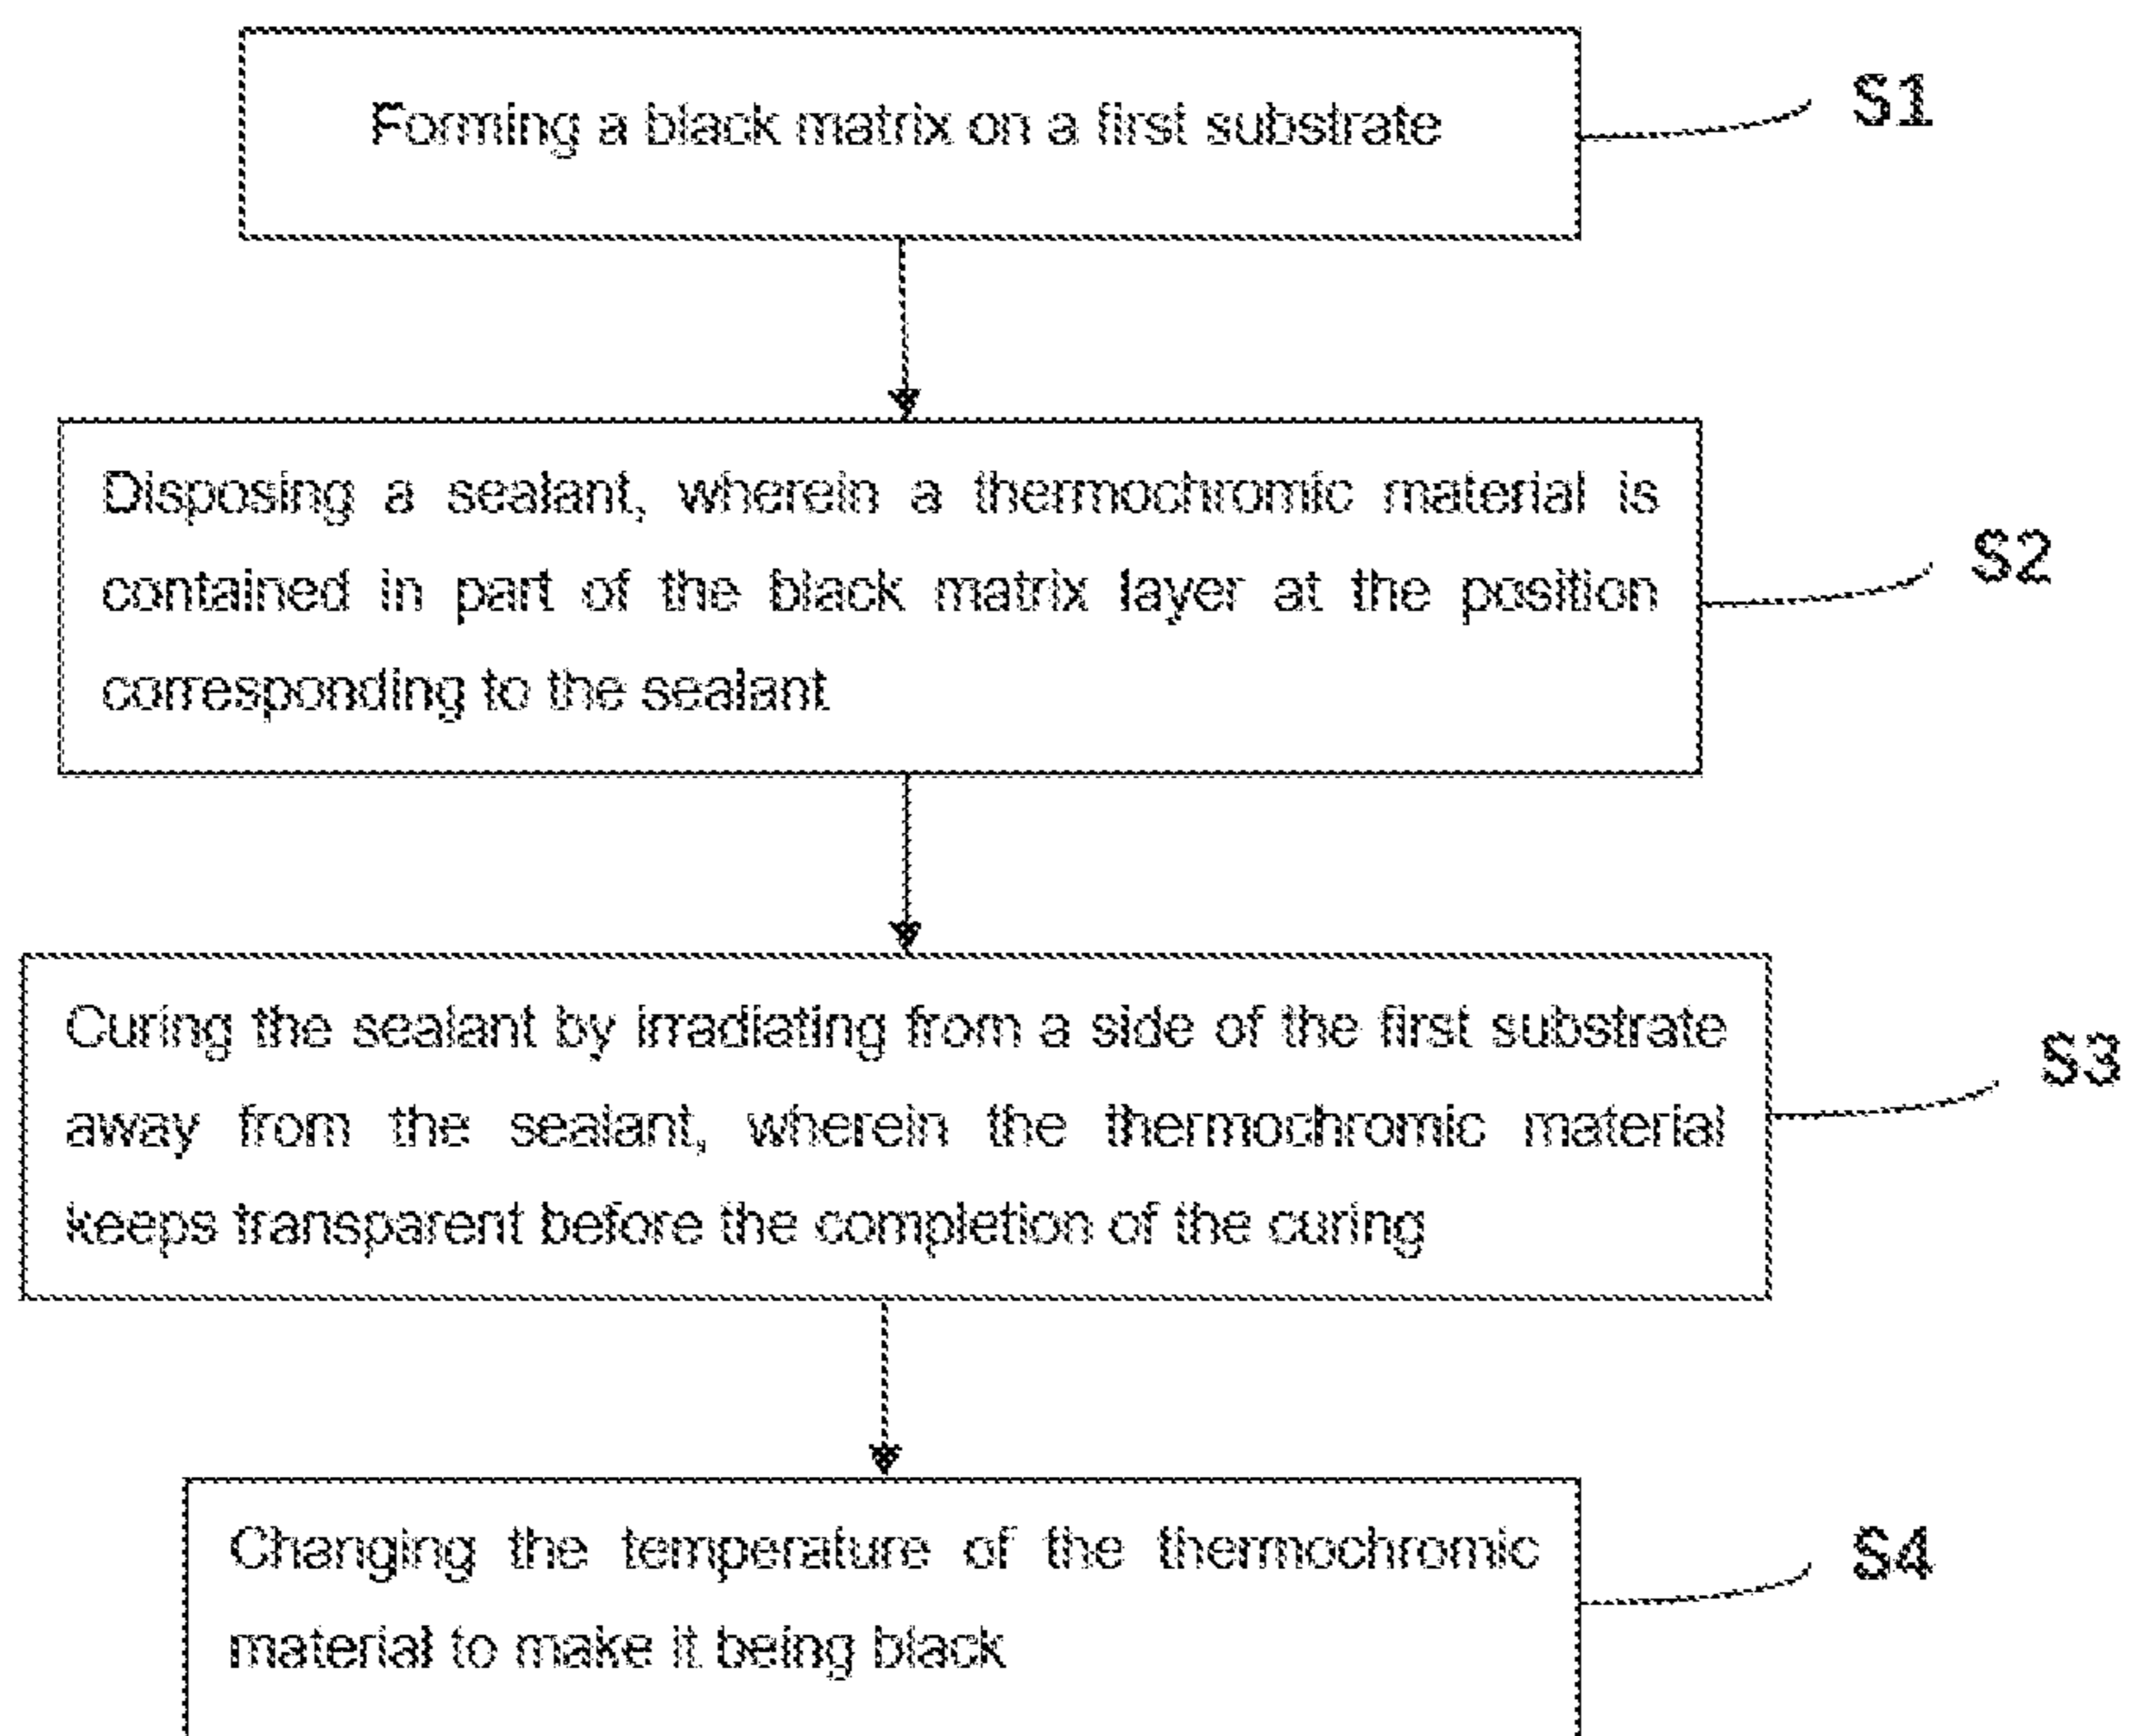 Forming a black matrix on a first substrate
S1
Disposing a sealant, wherein a thermochromic material is
contained in part of the black matrix layer at the position
corresponding to the sealant
S2
Curing the sealant by irradiating from a side of the first substrate
away from the sealant, wherein the thermochromic material
keeps transparent before the completion of the curing
S3
Changing the temperature of the thermochromic
material to make it being black
S4